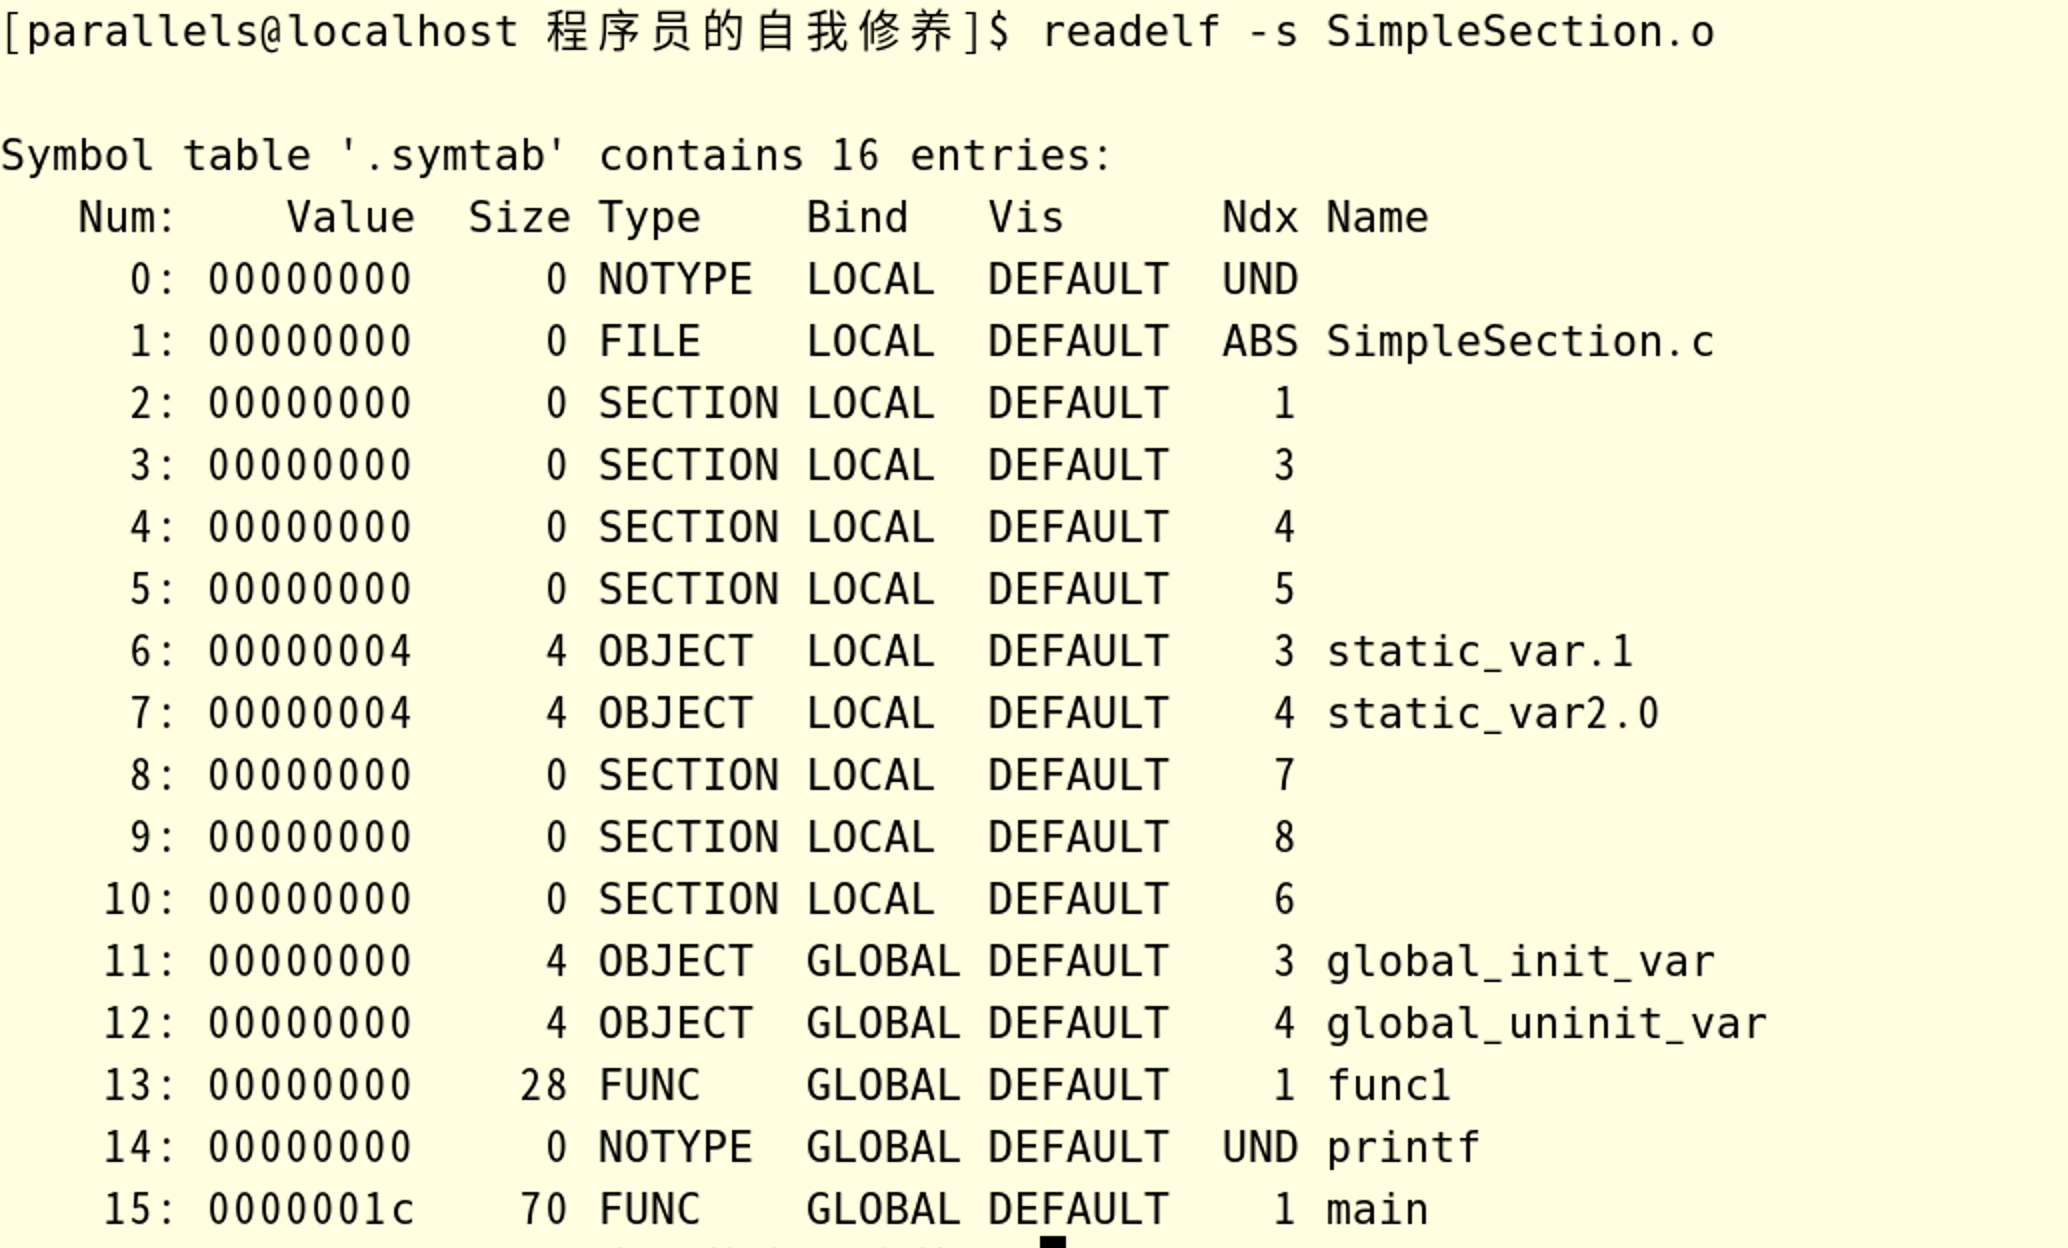 [parallels@localhost 程序员的自我修养]$ readelf -s SimpleSection.o
Symbol table '.symtab' contains 16 entries:
   Num:    Value  Size Type    Bind   Vis      Ndx Name
     0: 00000000     0 NOTYPE  LOCAL  DEFAULT  UND
     1: 00000000     0 FILE    LOCAL  DEFAULT  ABS SimpleSection.c
     2: 00000000     0 SECTION LOCAL  DEFAULT    1
     3: 00000000     0 SECTION LOCAL  DEFAULT    3
     4: 00000000     0 SECTION LOCAL  DEFAULT    4
     5: 00000000     0 SECTION LOCAL  DEFAULT    5
     6: 00000004     4 OBJECT  LOCAL  DEFAULT    3 static_var.1
     7: 00000004     4 OBJECT  LOCAL  DEFAULT    4 static_var2.0
     8: 00000000     0 SECTION LOCAL  DEFAULT    7
     9: 00000000     0 SECTION LOCAL  DEFAULT    8
    10: 00000000     0 SECTION LOCAL  DEFAULT    6
    11: 00000000     4 OBJECT  GLOBAL DEFAULT    3 global_init_var
    12: 00000000     4 OBJECT  GLOBAL DEFAULT    4 global_uninit_var
    13: 00000000    28 FUNC    GLOBAL DEFAULT    1 func1
    14: 00000000     0 NOTYPE  GLOBAL DEFAULT  UND printf
    15: 0000001c    70 FUNC    GLOBAL DEFAULT    1 main